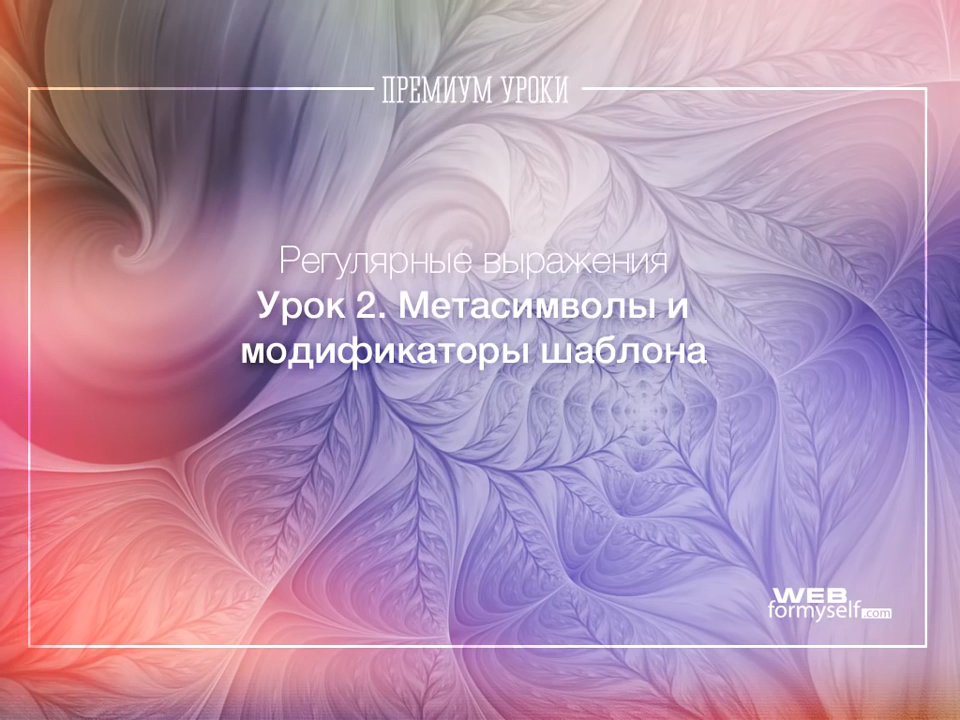 ПРЕМИУМ УРОКИ
Регулярные выражения
Урок 2. Метасимволы и
модификаторы шаблона
WEB
formyself.com